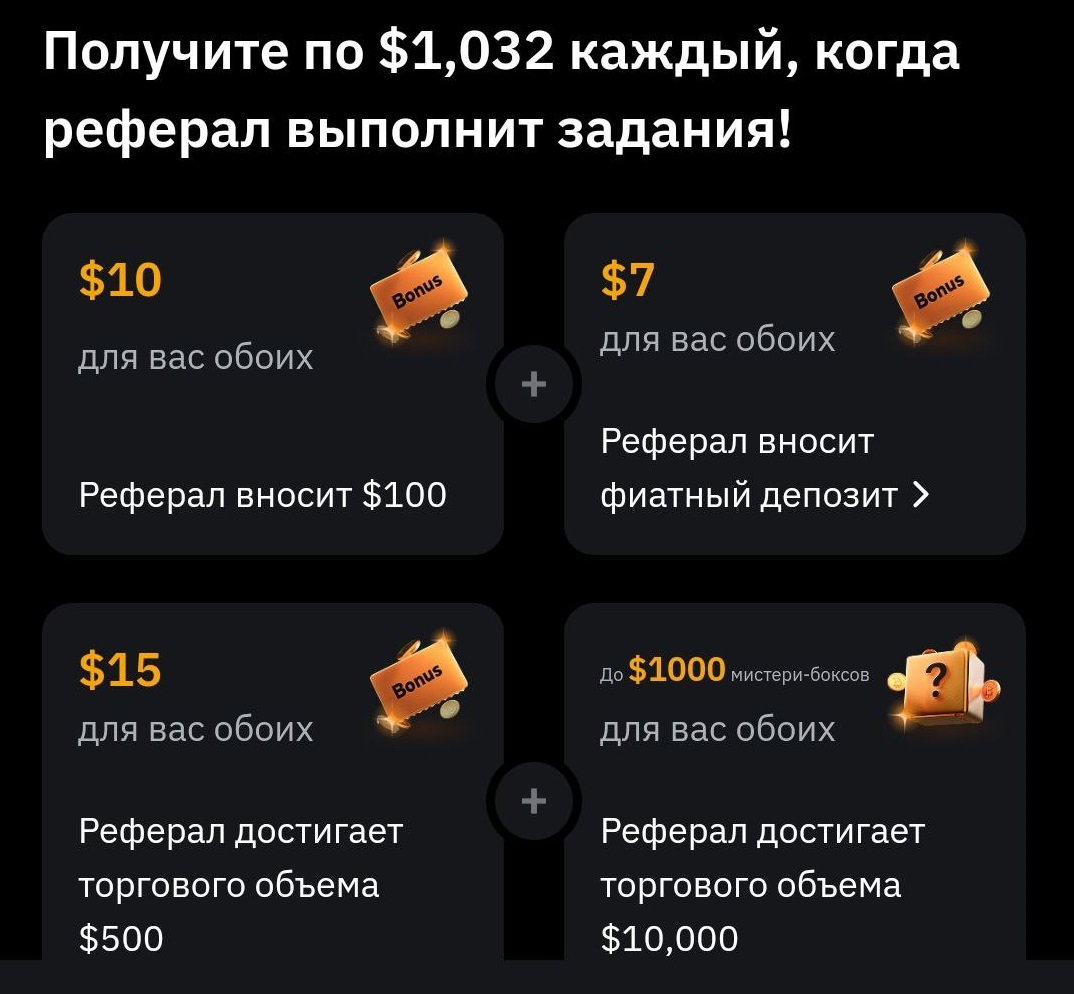 Получите по $1,032 каждый, когда
реферал выполнит задания!
$10
Bonus
для вас обоих
Реферал вносит $100
+
$7
Bonus
для вас обоих
Реферал вносит
фиатный депозит >
$15
Bonus
для вас обоих
Реферал достигает
торгового объема
$500
+
До $1000 мистери-боксов
?
для вас обоих
Реферал достигает
торгового объема
$10,000